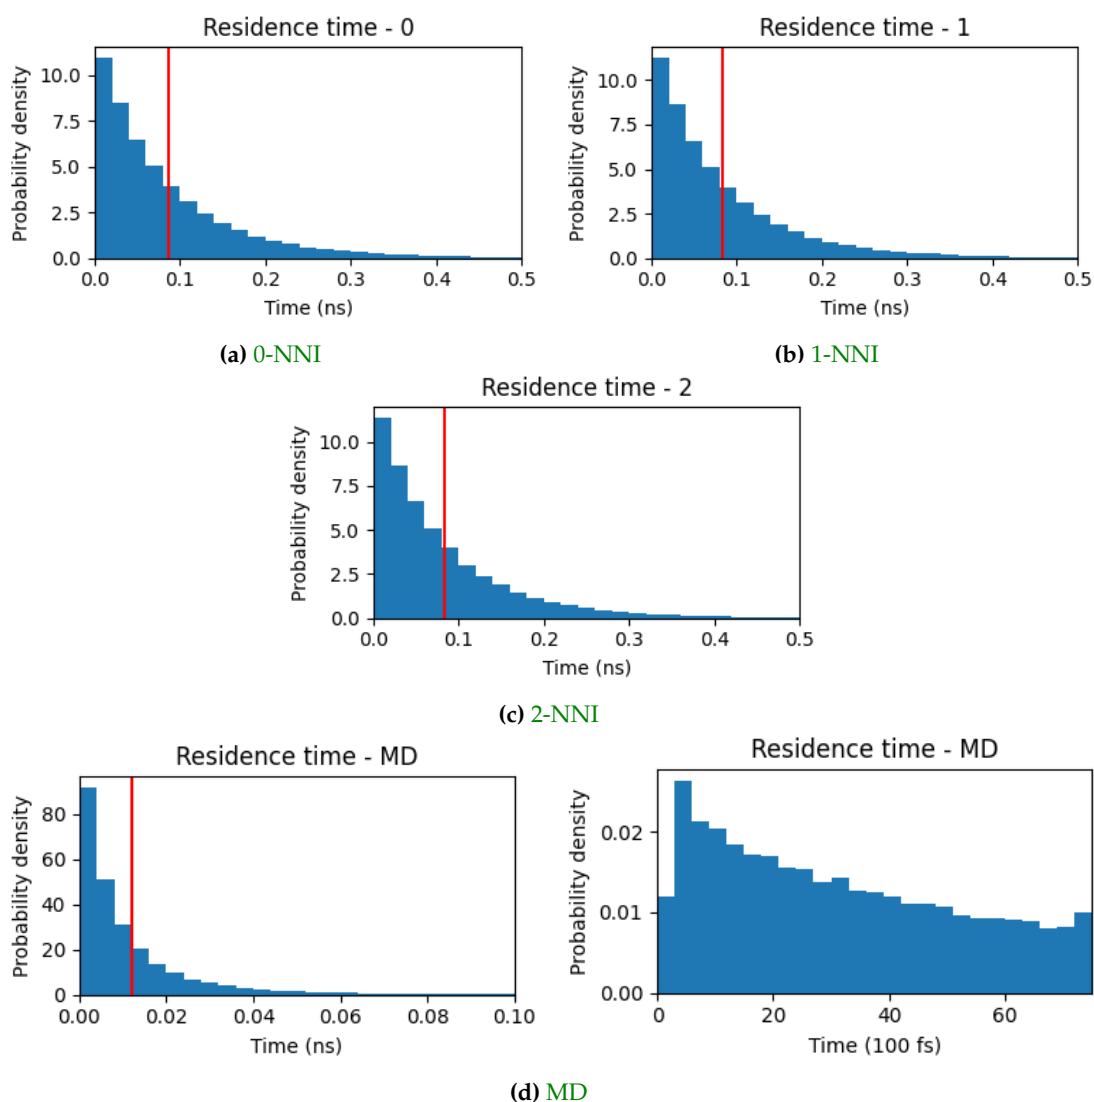 Residence time - 0
Probability density
10.0
7.5
5.0
2.5
0.0
0.0 0.1 0.2 0.3 0.4 0.5
Time (ns)
(a) 0-NNI
Residence time - 1
Probability density
10.0
7.5
5.0
2.5
0.0
0.0 0.1 0.2 0.3 0.4 0.5
Time (ns)
(b) 1-NNI
Residence time - 2
Probability density
10.0
7.5
5.0
2.5
0.0
0.0 0.1 0.2 0.3 0.4 0.5
Time (ns)
(c) 2-NNI
Residence time - MD
Probability density
80
60
40
20
0
0.00 0.02 0.04 0.06 0.08 0.10
Time (ns)
Residence time - MD
Probability density
0.02
0.01
0.00
0 20 40 60
Time (100 fs)
(d) MD